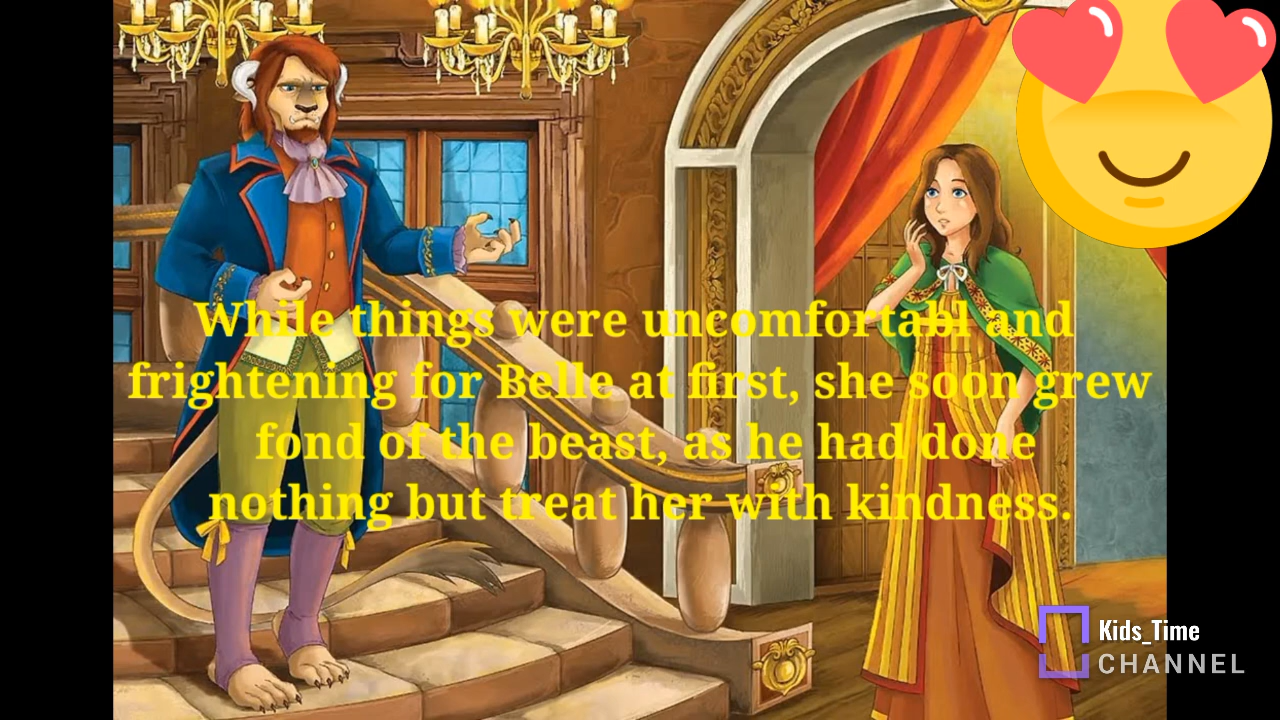 While things were uncomfortabl and
frightening for Belle at first, she soon grew
fond of the beast, as he had done
nothing but treat her with kindness.
Kids_Time
CHANNEL